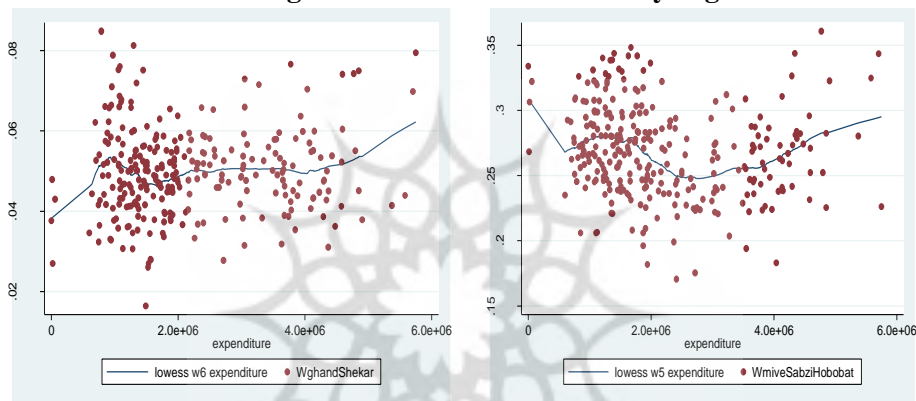 .08
.06
.04
.02
0
2.0e+06
4.0e+06
6.0e+06
expenditure
lowess w6 expenditure
WghandShekar
.35
.3
.25
.2
.15
0
2.0e+06
4.0e+06
6.0e+06
expenditure
lowess w5 expenditure
WmiveSabziHobobat